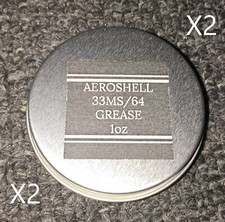 X2
AEROSHELL
33MS/64
GREASE
1oz
X2